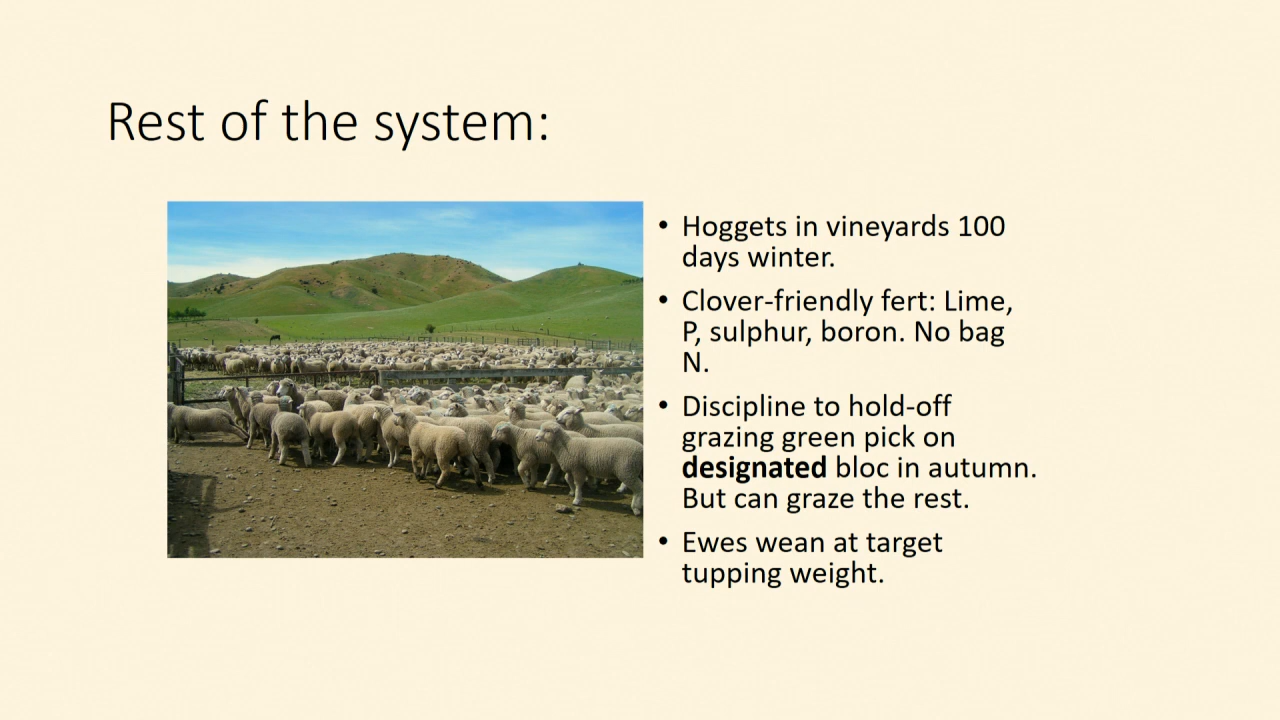 Rest of the system:
• Hoggets in vineyards 100
days winter.
• Clover-friendly fert: Lime,
P, sulphur, boron. No bag
N.
• Discipline to hold-off
grazing green pick on
designated bloc in autumn.
But can graze the rest.
• Ewes wean at target
tupping weight.